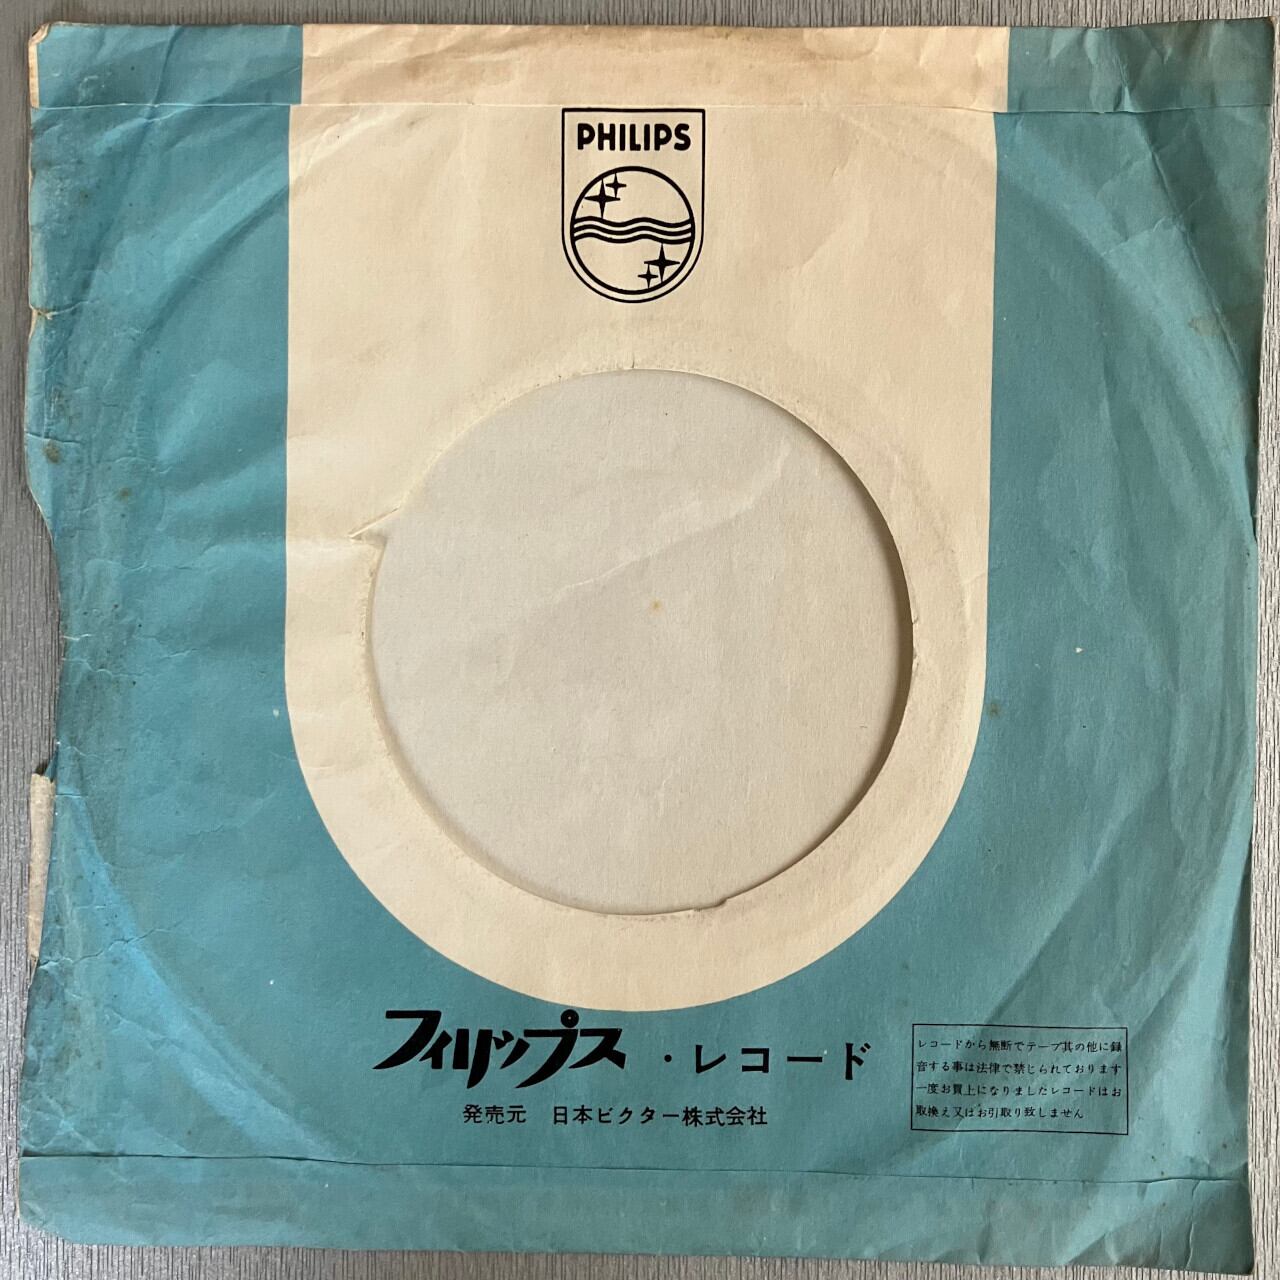 PHILIPS
フィリップス・レコード
発売元 日本ビクター株式会社
レコードから無断でテープ其の他に録
音する事は法律で禁じられております
一度お買上になりましたレコードはお
取換え又はお引取り致しません